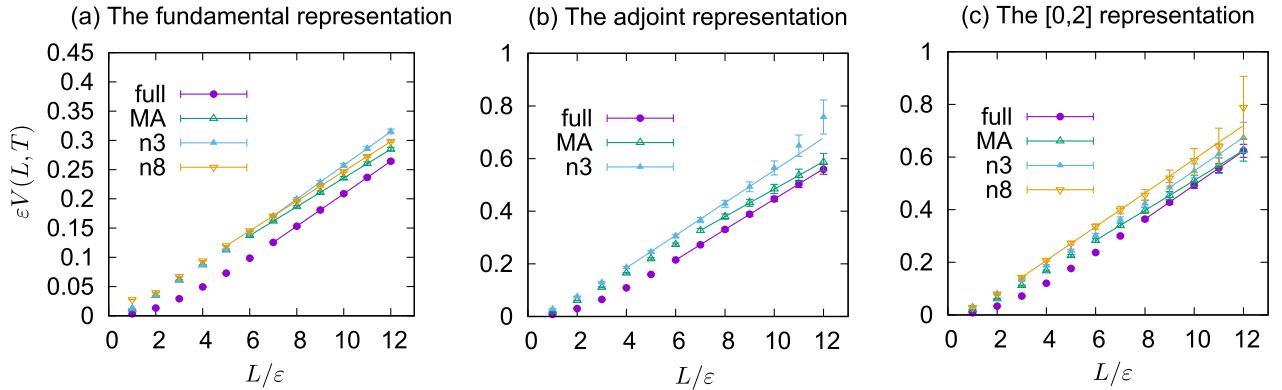 (a) The fundamental representation
εV(L, T)
0.45
0.4
0.35
0.3
0.25
0.2
0.15
0.1
0.05
0
full
MA
n3
n8
0 2 4 6 8 10 12
L/ε
(b) The adjoint representation
1
0.8
0.6
0.4
0.2
0
full
MA
n3
0 2 4 6 8 10 12
L/ε
(c) The [0,2] representation
1
0.8
0.6
0.4
0.2
0
full
MA
n3
n8
0 2 4 6 8 10 12
L/ε